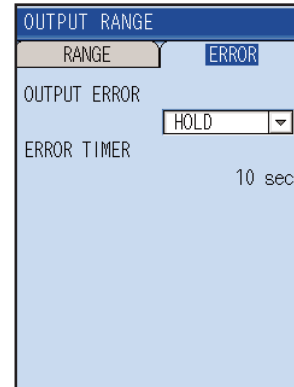 OUTPUT RANGE
RANGE ERROR
OUTPUT ERROR
HOLD
ERROR TIMER
10 sec